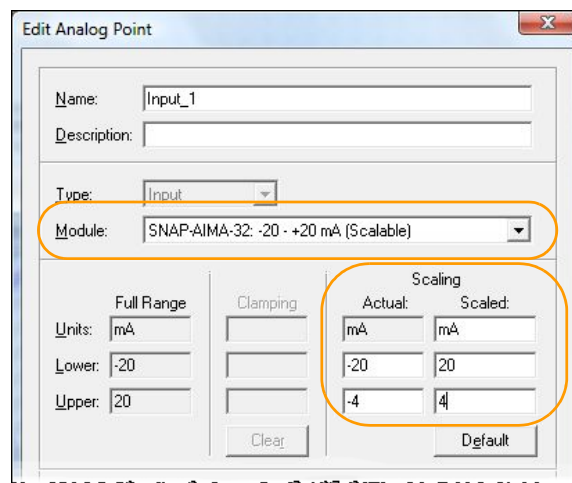 Edit Analog Point
Name: Input_1
Description:
Type: Input
Module: SNAP-AIMA-32: -20 - +20 mA (Scalable)
Scaling
Full Range Clamping Actual: Scaled:
Units: mA mA mA
Lower: -20 -20 20
Upper: 20 -4 4
Clear Default